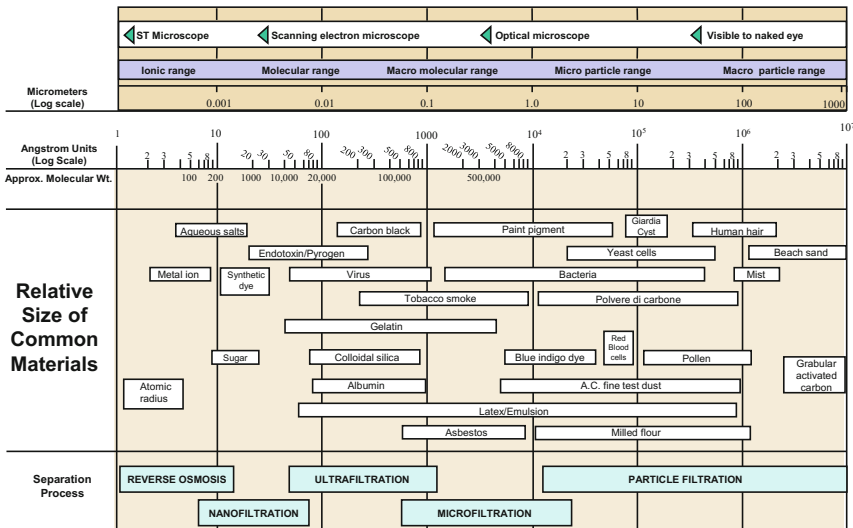 ST Microscope Scanning electron microscope Optical microscope Visible to naked eye
Ionic range Molecular range Macro molecular range Micro particle range Macro particle range
Micrometers
(Log scale)
0.001 0.01 0.1 1.0 10 100 1000
1 10 100 1000 10⁴ 10⁵ 10⁶ 10⁷
Angstrom Units
(Log Scale)
2 3 5 8 20 30 50 80 200 300 500 800 2000 3000 5000 8000 2 3 5 8 2 3 5 8 2 3 5 8
Approx. Molecular Wt.
100 200 1000 10,000 20,000 100,000 500,000
Relative
Size of
Common
Materials
Aqueous salts Carbon black Paint pigment
Giardia
Cyst
Human hair
Endotoxin/Pyrogen Yeast cells Beach sand
Metal ion
Synthetic
dye
Virus Bacteria Mist
Tobacco smoke Polvere di carbone
Gelatin
Sugar Colloidal silica Blue indigo dye
Red
Blood
cells
Pollen
Grabular
activated
carbon
Atomic
radius
Albumin A.C. fine test dust
Latex/Emulsion
Asbestos Milled flour
Separation
Process
REVERSE OSMOSIS ULTRAFILTRATION PARTICLE FILTRATION
NANOFILTRATION MICROFILTRATION